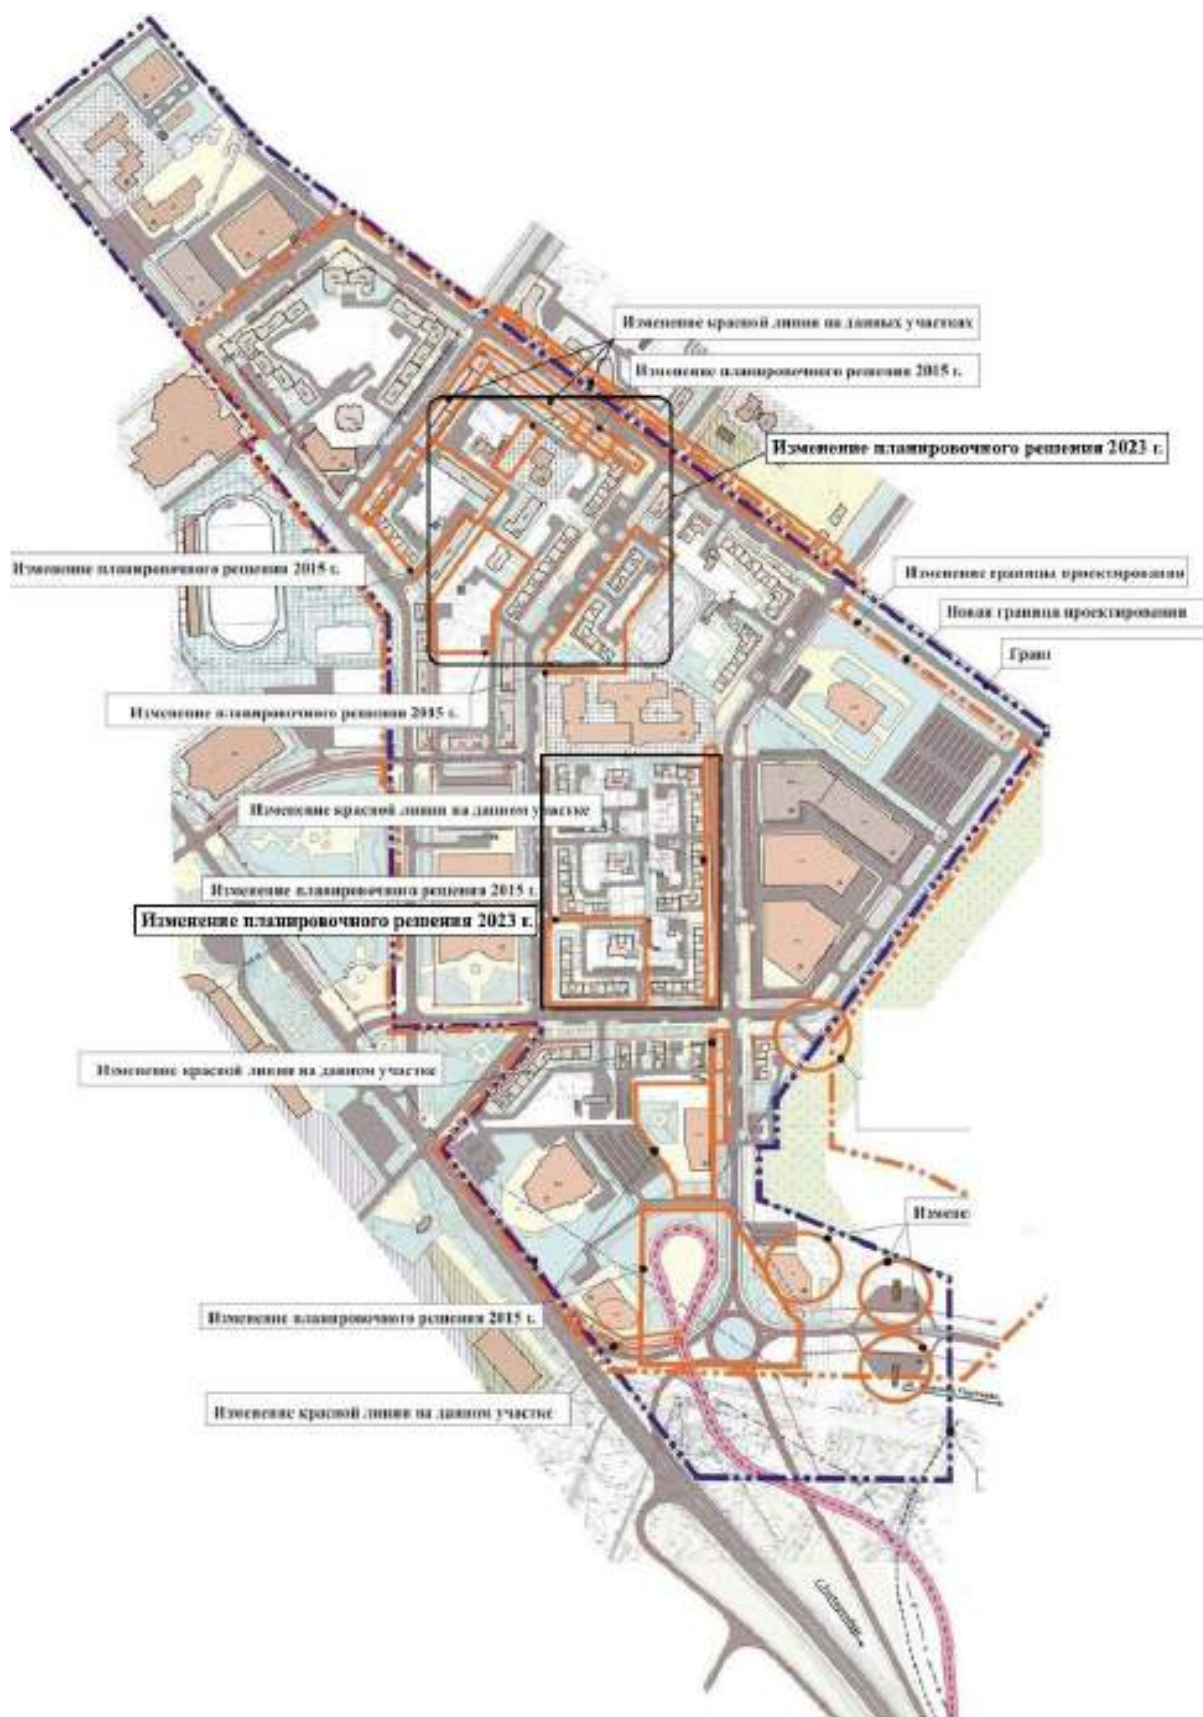 Изменение красной линии на данных участках
Изменение планировочного решения 2015 г.
Изменение планировочного решения 2023 г.
Изменение планировочного решения 2015 г.
Изменение границы проектирования
Новая граница проектирования
Грани
Изменение планировочного решения 2015 г.
Изменение красной линии на данном участке
Изменение планировочного решения 2015 г.
Изменение планировочного решения 2023 г.
Изменение красной линии на данном участке
Измене
Изменение планировочного решения 2015 г.
Изменение красной линии на данном участке